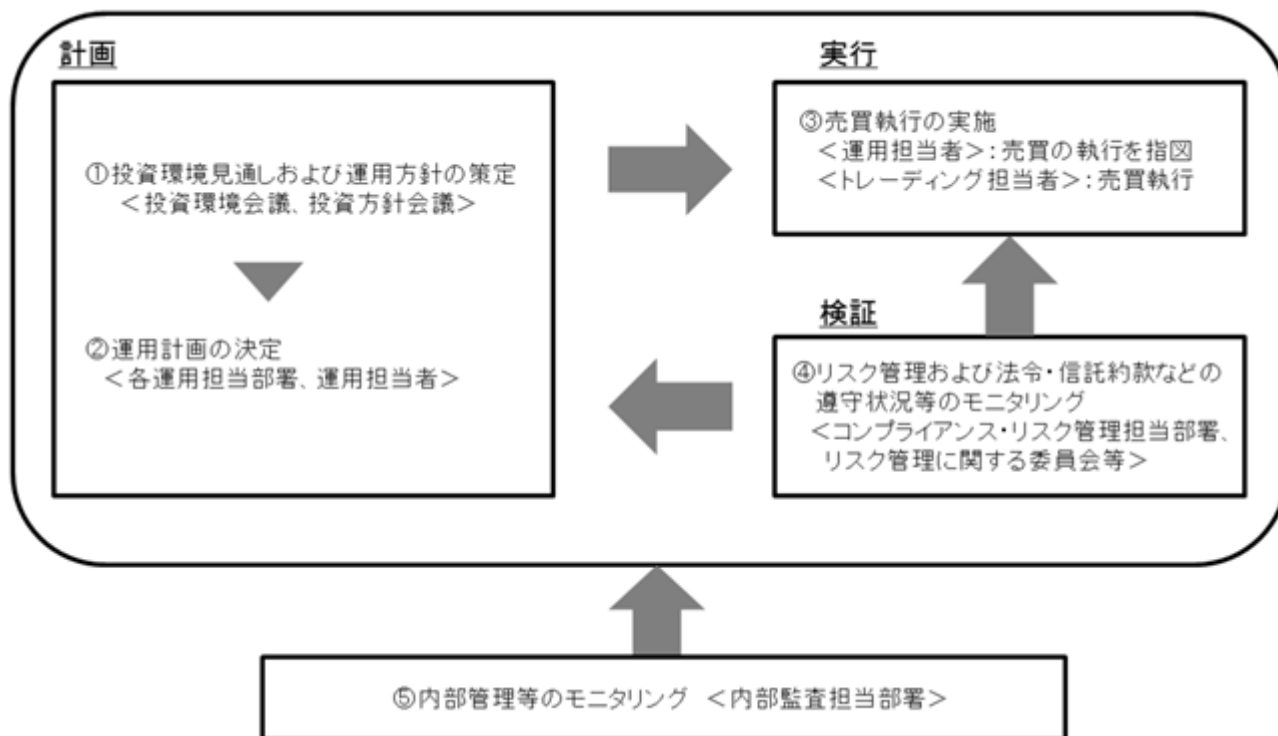 計画
①投資環境見通しおよび運用方針の策定
＜投資環境会議、投資方針会議＞
②運用計画の決定
＜各運用担当部署、運用担当者＞
実行
③売買執行の実施
＜運用担当者＞：売買の執行を指図
＜トレーディング担当者＞：売買執行
検証
④リスク管理および法令・信託約款などの
遵守状況等のモニタリング
＜コンプライアンス・リスク管理担当部署、
リスク管理に関する委員会等＞
⑤内部管理等のモニタリング ＜内部監査担当部署＞